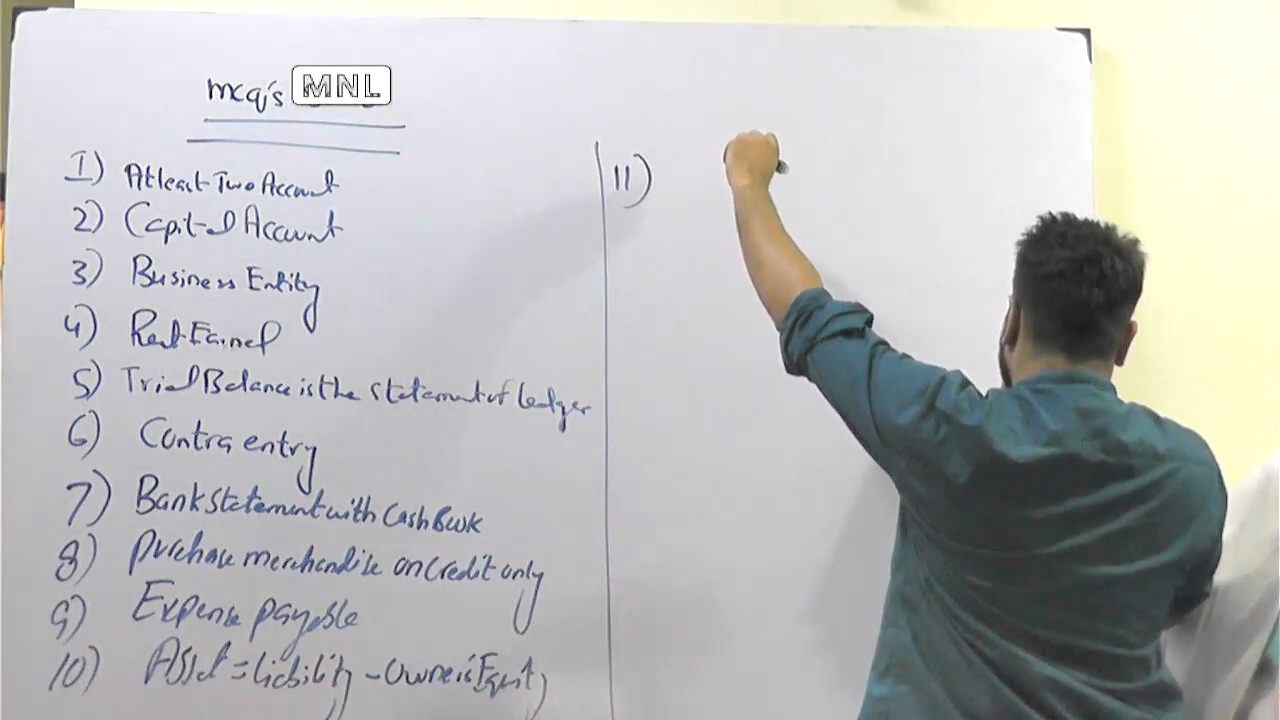 mcq's MNL
1) Atleast Two Account
2) Capital Account
3) Business Entity
4) Rent Earned
5) Trial Balance is the statement of ledger
6) Contra entry
7) Bank statement with Cash Book
8) purchase merchandise on credit only
9) Expense payable
10) Asset = liability - owner's Equity
11)